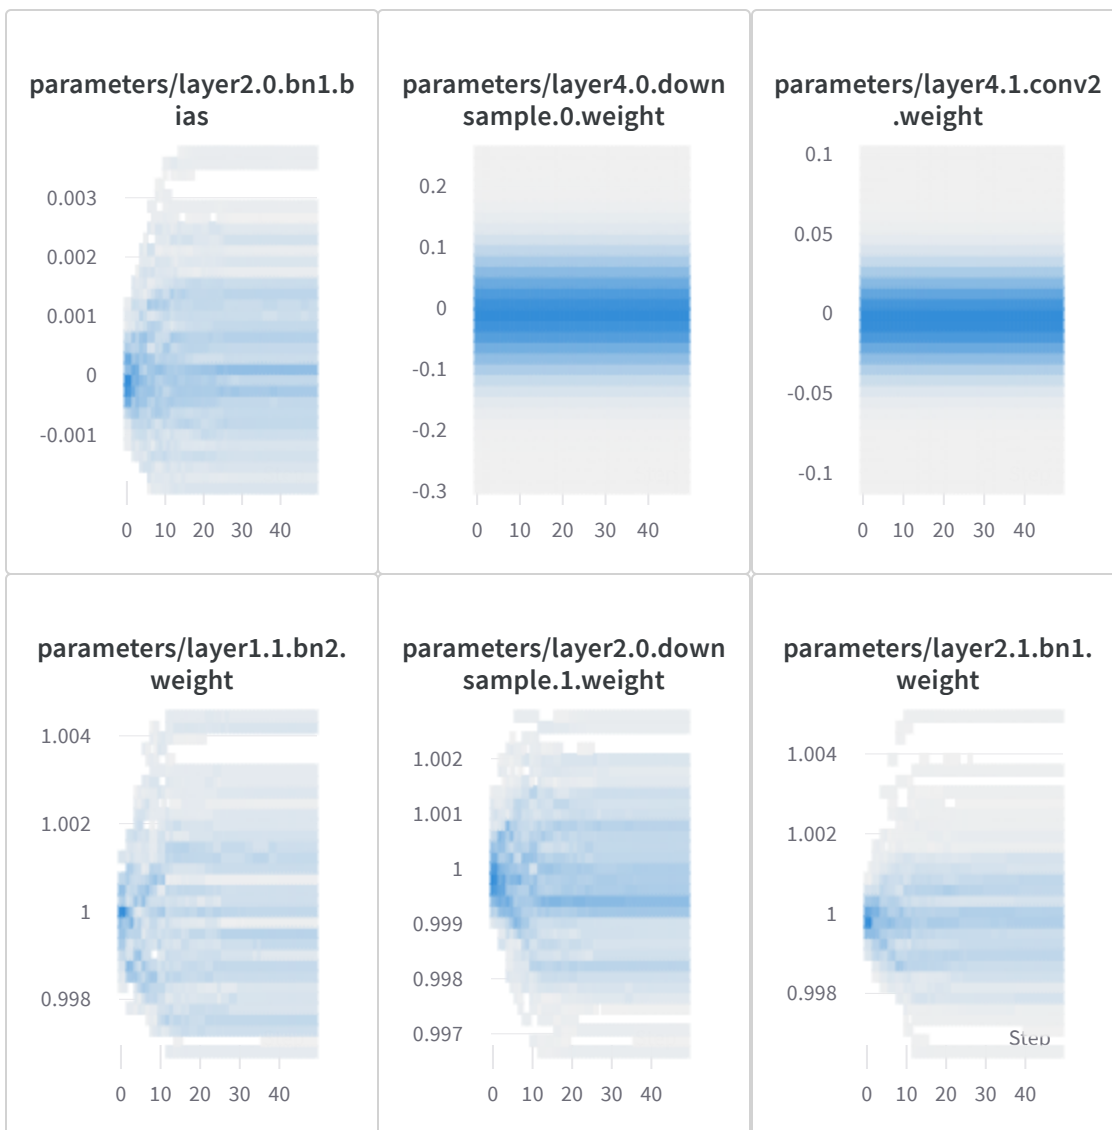 parameters/layer2.0.bn1.b
ias
0.003
0.002
0.001
0
-0.001
0 10 20 30 40
parameters/layer4.0.down
sample.0.weight
0.2
0.1
0
-0.1
-0.2
-0.3
0 10 20 30 40
parameters/layer4.1.conv2
.weight
0.1
0.05
0
-0.05
-0.1
0 10 20 30 40
parameters/layer1.1.bn2.
weight
1.004
1.002
1
0.998
0 10 20 30 40
parameters/layer2.0.down
sample.1.weight
1.002
1.001
1
0.999
0.998
0.997
0 10 20 30 40
parameters/layer2.1.bn1.
weight
1.004
1.002
1
0.998
Step
0 10 20 30 40